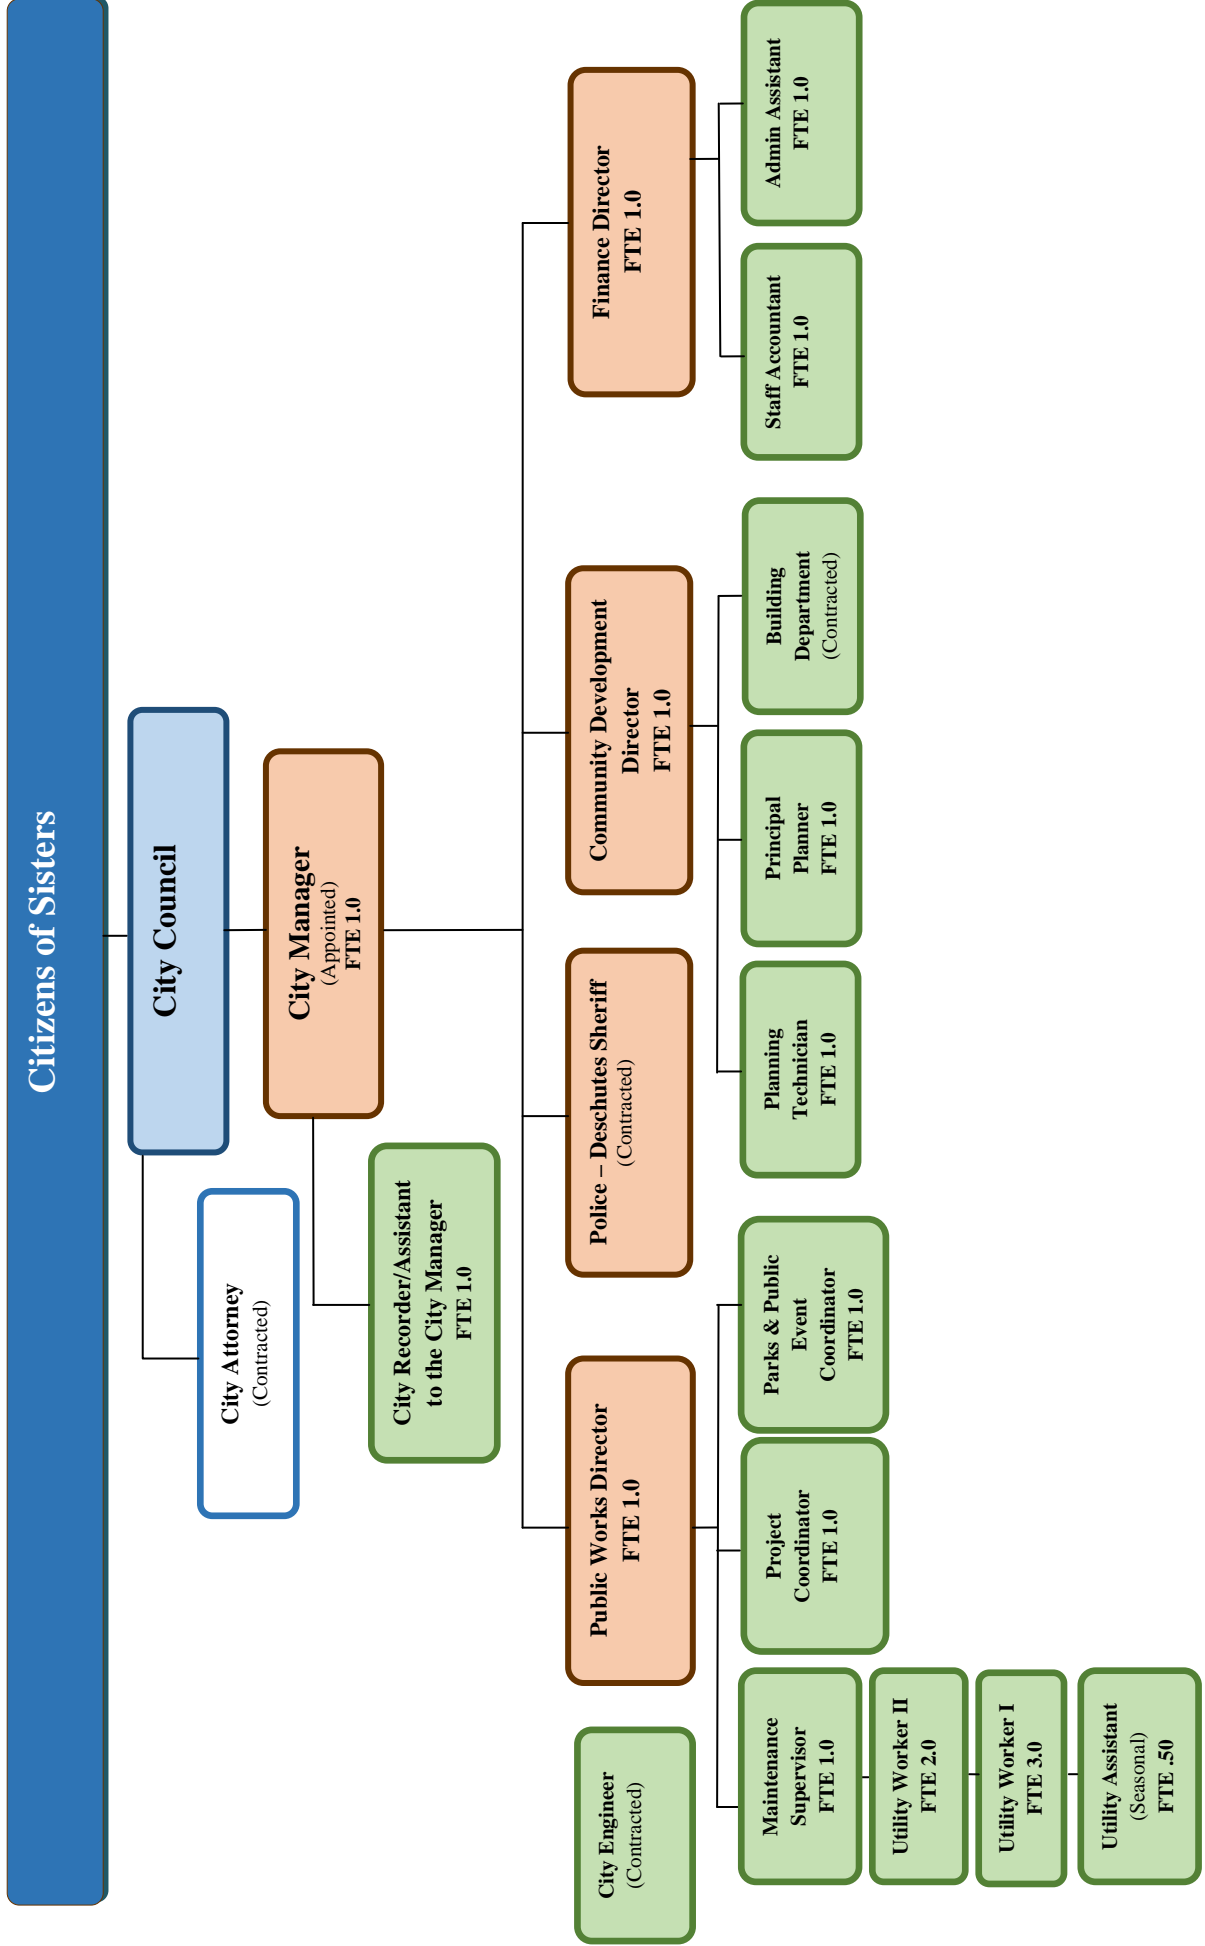 Citizens of Sisters
City Council
City Attorney
(Contracted)
City Manager
(Appointed)
FTE 1.0
City Recorder/Assistant
to the City Manager
FTE 1.0
City Engineer
(Contracted)
Public Works Director
FTE 1.0
Police – Deschutes Sheriff
(Contracted)
Community Development
Director
FTE 1.0
Finance Director
FTE 1.0
Maintenance
Supervisor
FTE 1.0
Utility Worker II
FTE 2.0
Utility Worker I
FTE 3.0
Utility Assistant
(Seasonal)
FTE .50
Project
Coordinator
FTE 1.0
Parks & Public
Event
Coordinator
FTE 1.0
Planning
Technician
FTE 1.0
Principal
Planner
FTE 1.0
Building
Department
(Contracted)
Staff Accountant
FTE 1.0
Admin Assistant
FTE 1.0